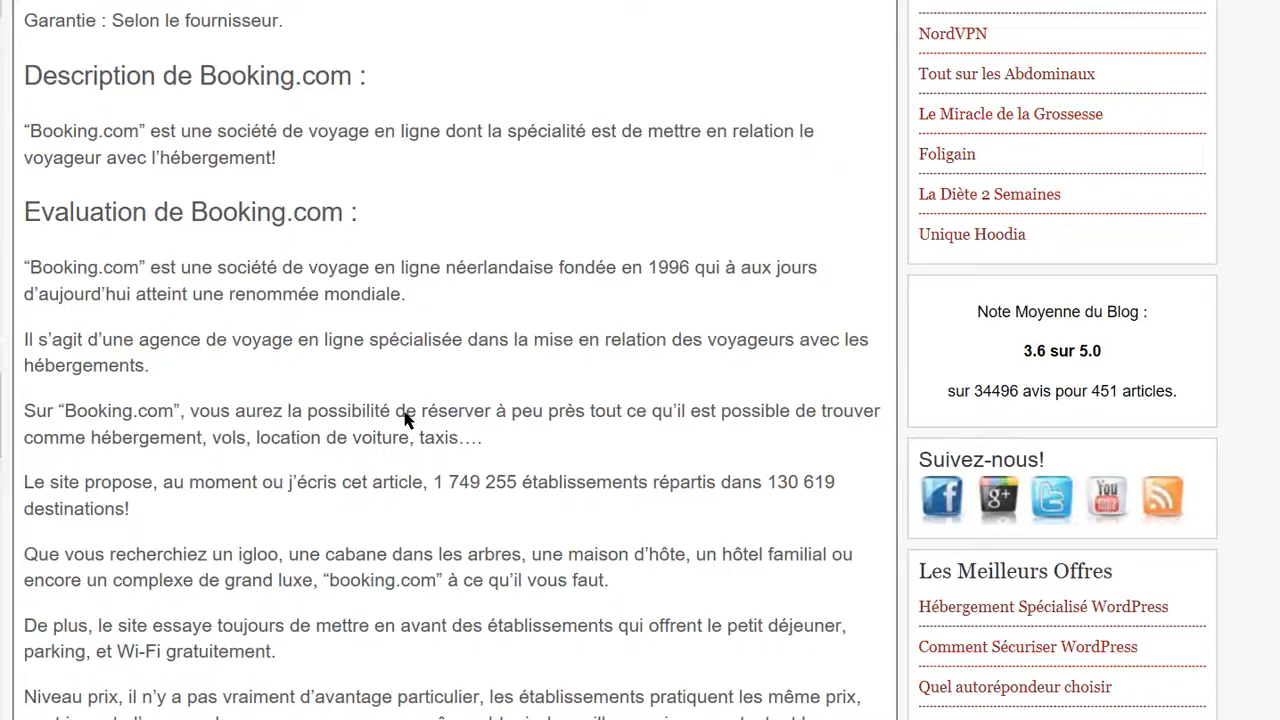 Garantie : Selon le fournisseur.
Description de Booking.com :
“Booking.com” est une société de voyage en ligne dont la spécialité est de mettre en relation le
voyageur avec l’hébergement!
Evaluation de Booking.com :
“Booking.com” est une société de voyage en ligne néerlandaise fondée en 1996 qui à aux jours
d’aujourd’hui atteint une renommée mondiale.
Il s’agit d’une agence de voyage en ligne spécialisée dans la mise en relation des voyageurs avec les
hébergements.
Sur “Booking.com”, vous aurez la possibilité de réserver à peu près tout ce qu’il est possible de trouver
comme hébergement, vols, location de voiture, taxis….
Le site propose, au moment ou j’écris cet article, 1 749 255 établissements répartis dans 130 619
destinations!
Que vous recherchiez un igloo, une cabane dans les arbres, une maison d’hôte, un hôtel familial ou
encore un complexe de grand luxe, “booking.com” à ce qu’il vous faut.
De plus, le site essaye toujours de mettre en avant des établissements qui offrent le petit déjeuner,
parking, et Wi-Fi gratuitement.
Niveau prix, il n’y a pas vraiment d’avantage particulier, les établissements pratiquent les même prix,
NordVPN
Tout sur les Abdominaux
Le Miracle de la Grossesse
Foligain
La Diète 2 Semaines
Unique Hoodia
Note Moyenne du Blog :
3.6 sur 5.0
sur 34496 avis pour 451 articles.
Suivez-nous!
f g+ t You Tube
Les Meilleurs Offres
Hébergement Spécialisé WordPress
Comment Sécuriser WordPress
Quel autorépondeur choisir